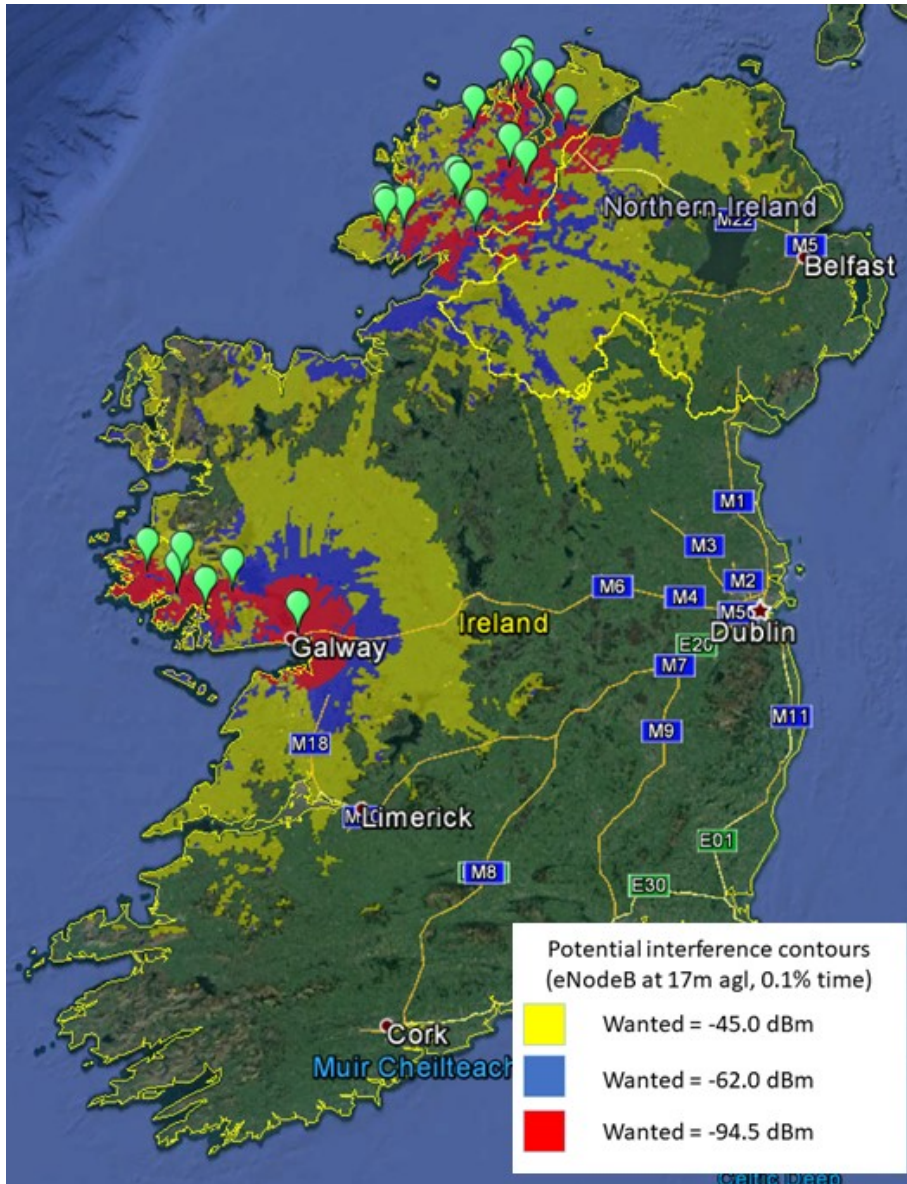 Northern Ireland
M22
M5
Belfast
M1
M3
M2
M6
M4
M50
Dublin
Ireland
Galway
E20
M7
M9
M11
M18
Limerick
M8
E01
E30
Cork
Muir Cheilteach
Potential interference contours
(eNodeB at 17m agl, 0.1% time)
Wanted = -45.0 dBm
Wanted = -62.0 dBm
Wanted = -94.5 dBm